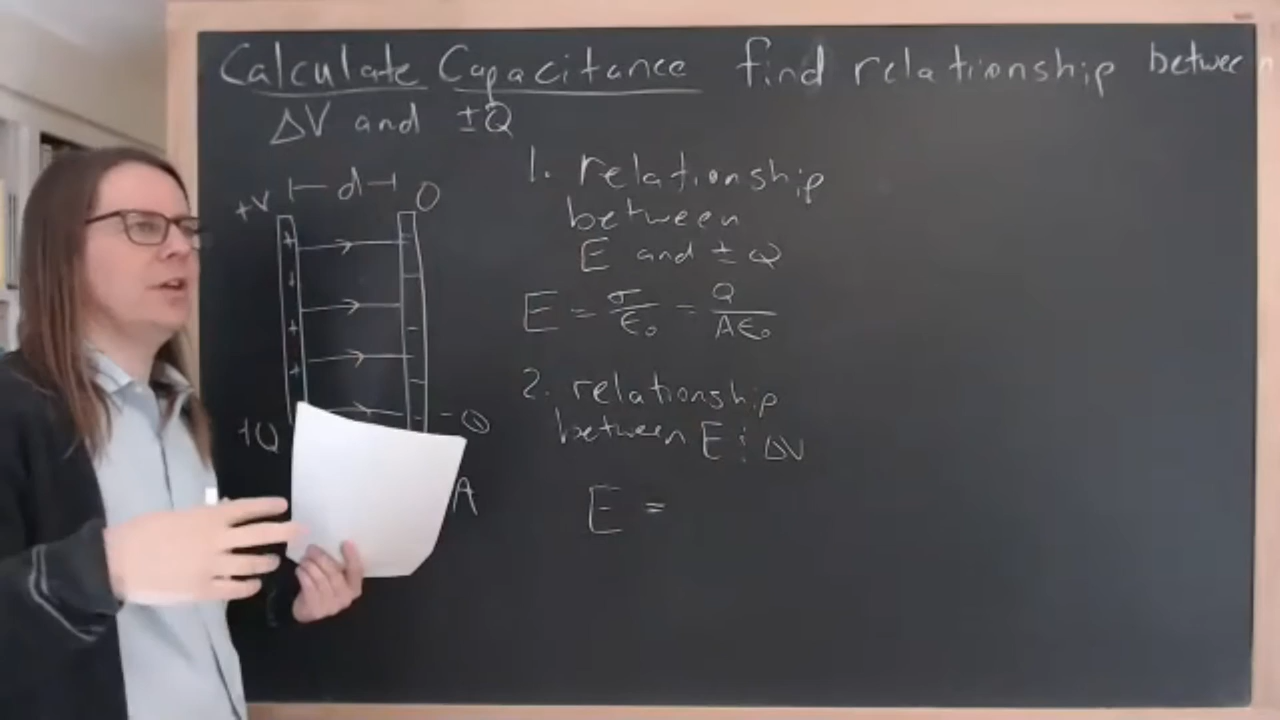 Calculate Capacitance find relationship between
ΔV and ±Q
+V |—d—| 0
1. relationship
between
E and ± Q
E = σ/ϵ₀ = Q/Aϵ₀
2. relationship
between E : ΔV
+Q -Q
A
E =